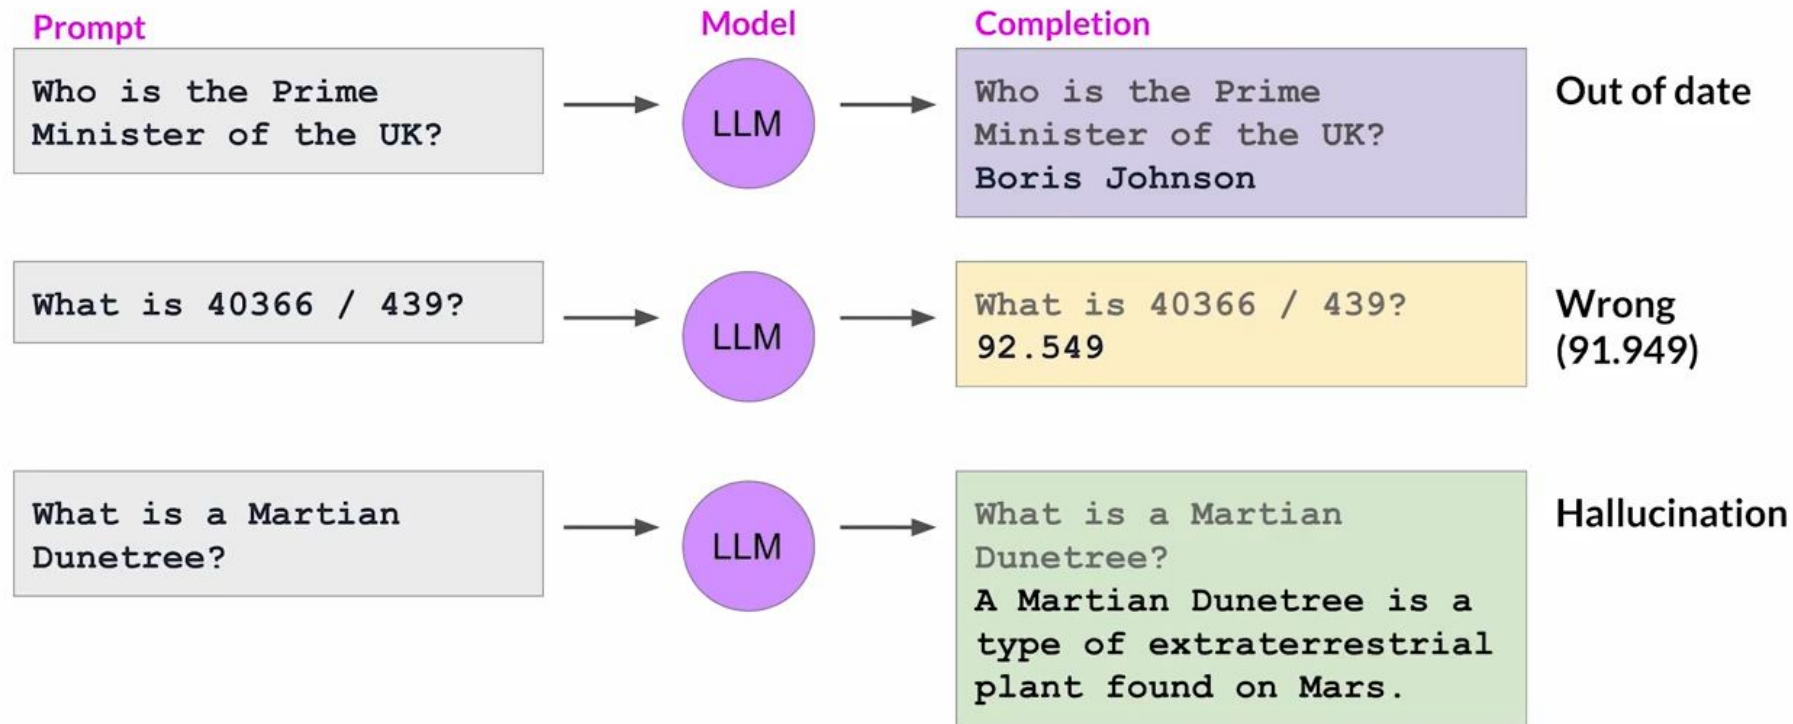 Prompt
Model
Completion
Who is the Prime
Minister of the UK?
LLM
Who is the Prime
Minister of the UK?
Boris Johnson
Out of date
What is 40366 / 439?
LLM
What is 40366 / 439?
92.549
Wrong
(91.949)
What is a Martian
Dunetree?
LLM
What is a Martian
Dunetree?
A Martian Dunetree is a
type of extraterrestrial
plant found on Mars.
Hallucination